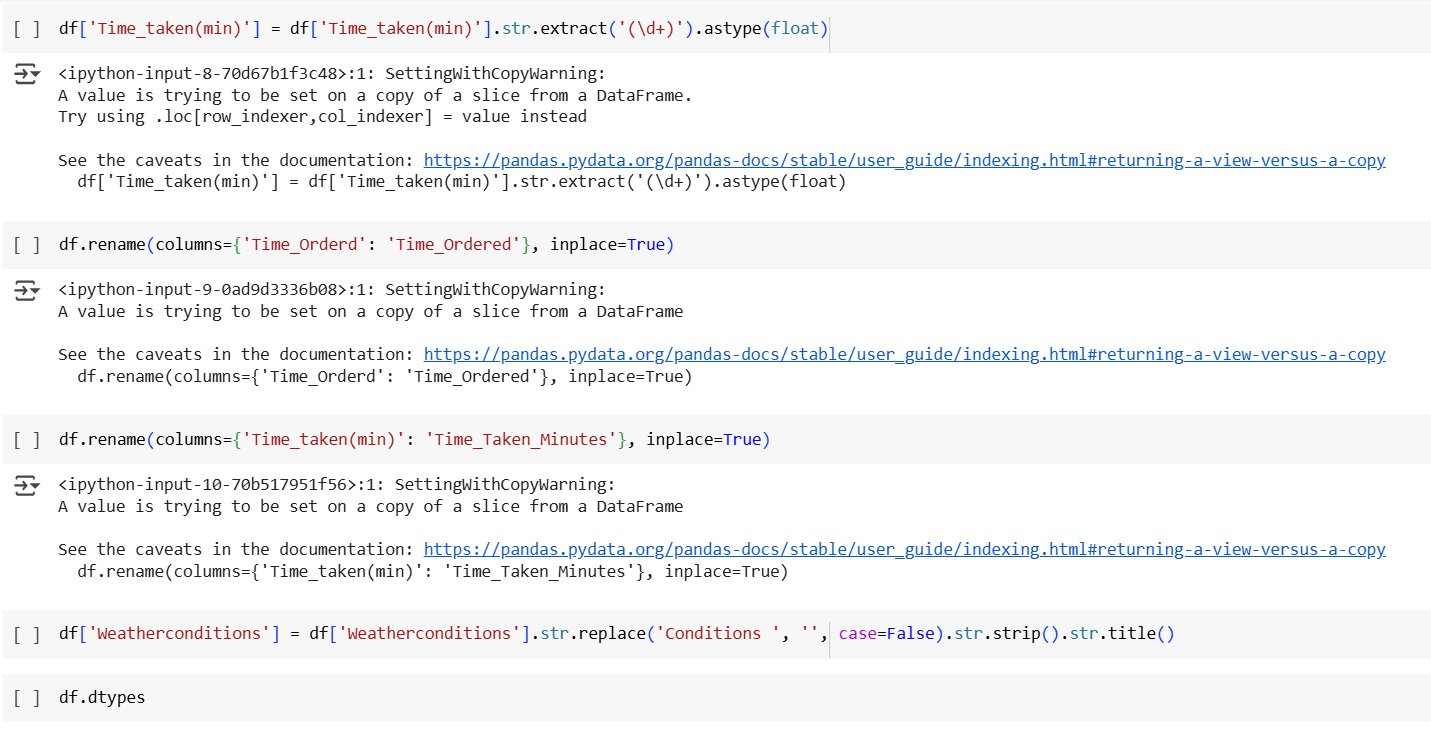 [ ] df['Time_taken(min)'] = df['Time_taken(min)'].str.extract('(\d+)').astype(float)
<ipython-input-8-70d67b1f3c48>:1: SettingWithCopyWarning:
A value is trying to be set on a copy of a slice from a DataFrame.
Try using .loc[row_indexer,col_indexer] = value instead
See the caveats in the documentation: https://pandas.pydata.org/pandas-docs/stable/user_guide/indexing.html#returning-a-view-versus-a-copy
df['Time_taken(min)'] = df['Time_taken(min)'].str.extract('(\d+)').astype(float)
[ ] df.rename(columns={'Time_Orderd': 'Time_Ordered'}, inplace=True)
<ipython-input-9-0ad9d3336b08>:1: SettingWithCopyWarning:
A value is trying to be set on a copy of a slice from a DataFrame
See the caveats in the documentation: https://pandas.pydata.org/pandas-docs/stable/user_guide/indexing.html#returning-a-view-versus-a-copy
df.rename(columns={'Time_Orderd': 'Time_Ordered'}, inplace=True)
[ ] df.rename(columns={'Time_taken(min)': 'Time_Taken_Minutes'}, inplace=True)
<ipython-input-10-70b517951f56>:1: SettingWithCopyWarning:
A value is trying to be set on a copy of a slice from a DataFrame
See the caveats in the documentation: https://pandas.pydata.org/pandas-docs/stable/user_guide/indexing.html#returning-a-view-versus-a-copy
df.rename(columns={'Time_taken(min)': 'Time_Taken_Minutes'}, inplace=True)
[ ] df['Weatherconditions'] = df['Weatherconditions'].str.replace('Conditions ', '', case=False).str.strip().str.title()
[ ] df.dtypes